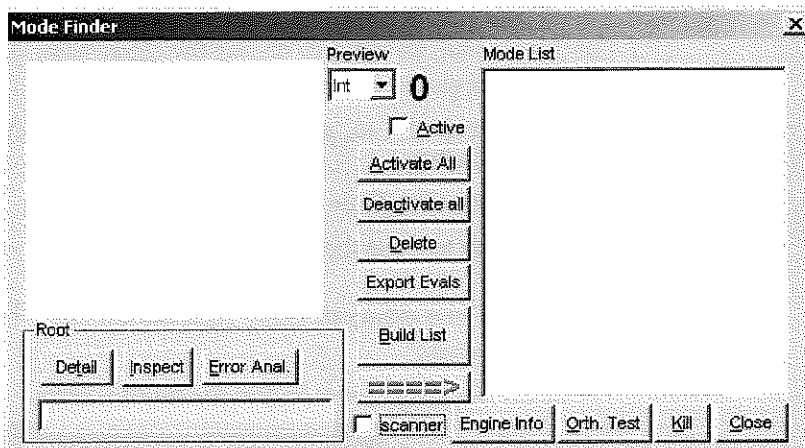 Mode Finder
Preview
Mode List
Int
0
Active
Activate All
Deactivate all
Delete
Export Evals
Build List
====>
Root
Detail
Inspect
Error Anal.
scanner
Engine Info
Orth. Test
Kill
Close